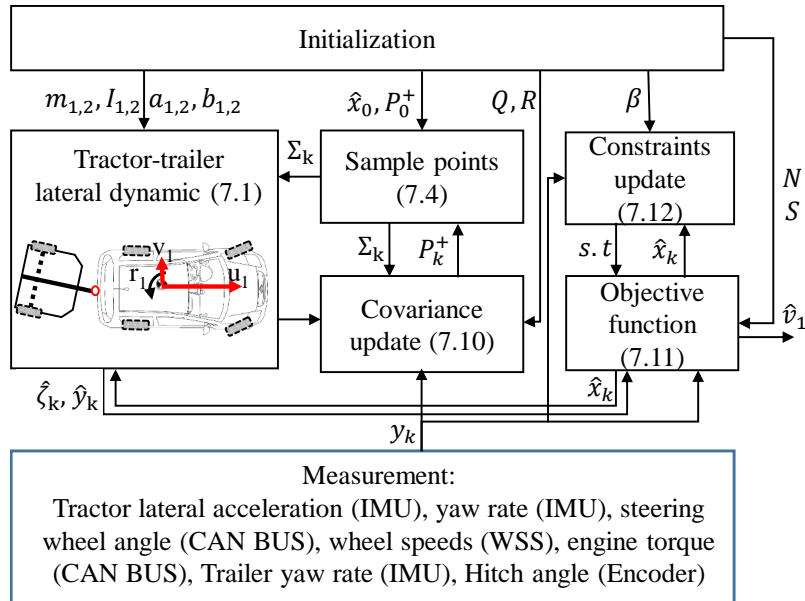 Initialization
m₁,₂, I₁,₂ a₁,₂, b₁,₂
x̂₀, P₀⁺
Q, R
β
N
S
Tractor-trailer
lateral dynamic (7.1)
Σₖ
Sample points
(7.4)
Constraints
update
(7.12)
v₁
r₁
u₁
Σₖ
Pₖ⁺
s.t
x̂ₖ
Covariance
update (7.10)
Objective
function
(7.11)
v̂₁
ζ̂ₖ, ŷₖ
x̂ₖ
yₖ
Measurement:
Tractor lateral acceleration (IMU), yaw rate (IMU), steering
wheel angle (CAN BUS), wheel speeds (WSS), engine torque
(CAN BUS), Trailer yaw rate (IMU), Hitch angle (Encoder)